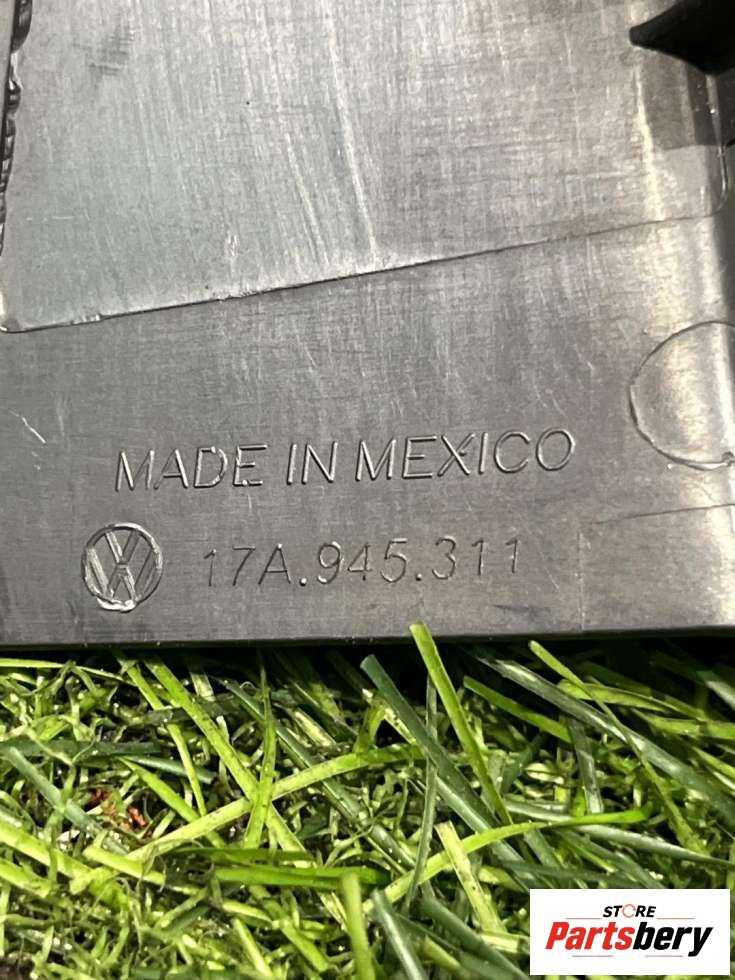 MADE IN MEXICO
17A.945.311
STORE
Partsbery